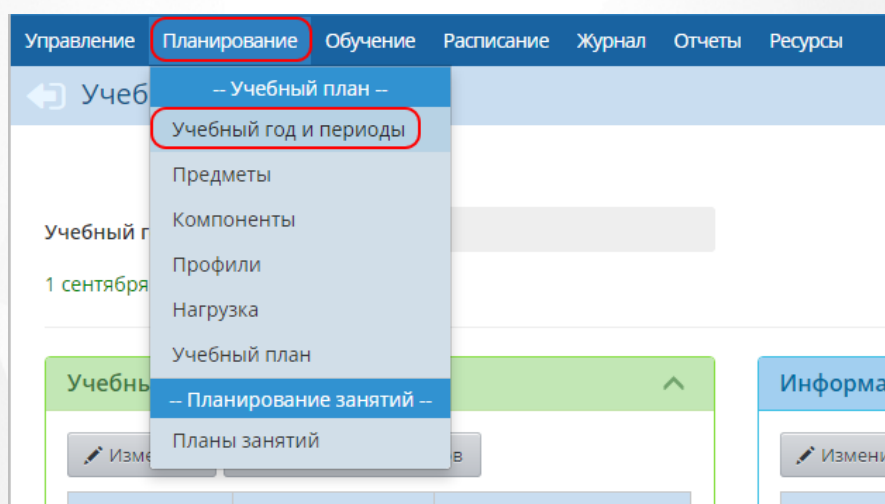 Управление Планирование Обучение Расписание Журнал Отчеты Ресурсы
Учеб
-- Учебный план --
Учебный год и периоды
Предметы
Компоненты
Учебный г
Профили
1 сентября
Нагрузка
Учебный план
Учебнь
Информа
-- Планирование занятий --
Планы занятий
Изме
в
Измени